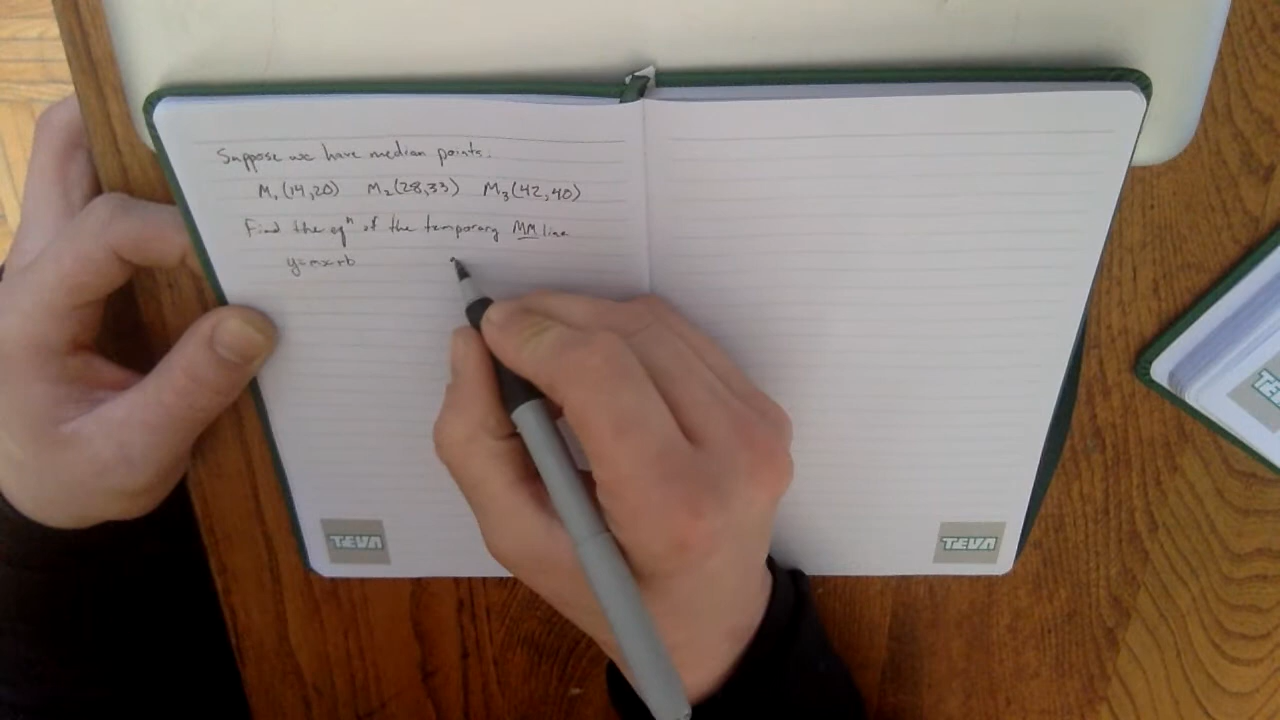 Suppose we have median points:
M₁(14,20) M₂(28,33) M₃(42,40)
Find the eqⁿ of the temporary MM line
y=mx+b
TEVA
TEVA
TE